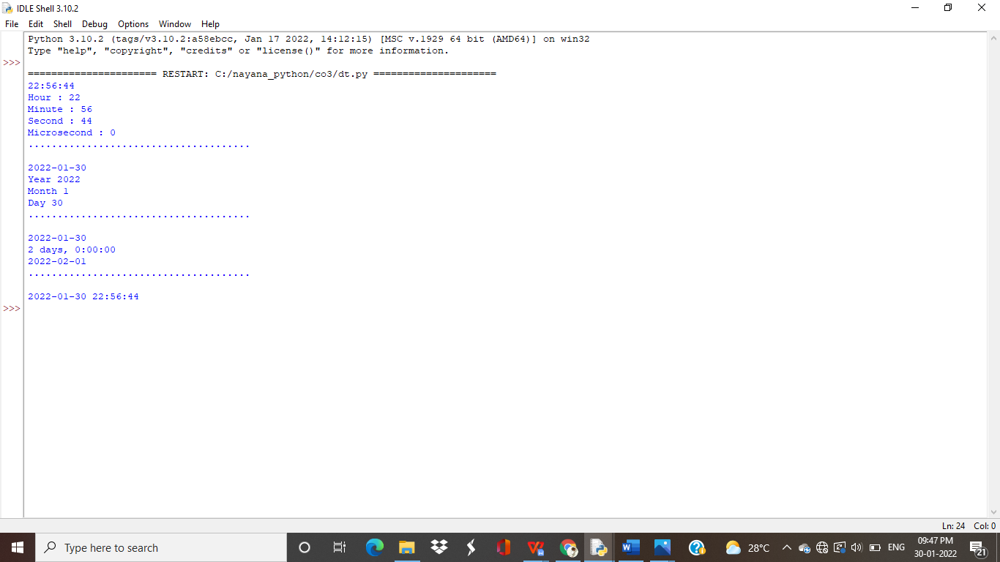 IDLE Shell 3.10.2
File Edit Shell Debug Options Window Help
Python 3.10.2 (tags/v3.10.2:a58ebcc, Jan 17 2022, 14:12:15) [MSC v.1929 64 bit (AMD64)] on win32
Type "help", "copyright", "credits" or "license()" for more information.
>>>
====================== RESTART: C:/nayana_python/co3/dt.py =====================
22:56:44
Hour : 22
Minute : 56
Second : 44
Microsecond : 0
......................................
2022-01-30
Year 2022
Month 1
Day 30
......................................
2022-01-30
2 days, 0:00:00
2022-02-01
......................................
2022-01-30 22:56:44
>>>
Ln: 24 Col: 0
Type here to search
28°C
ENG
09:47 PM
30-01-2022
21